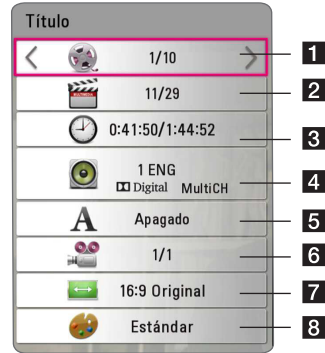 Título
1/10 1
11/29 2
0:41:50/1:44:52 3
1 ENG
Digital MultiCH 4
A Apagado 5
1/1 6
16:9 Original 7
Estándar 8